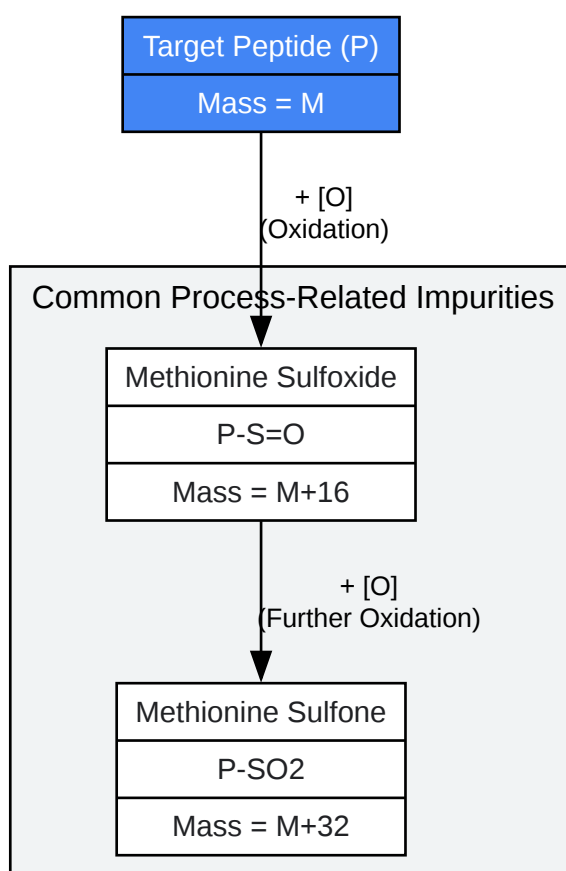 Target Peptide (P)
Mass = M
+ [O]
(Oxidation)
Common Process-Related Impurities
Methionine Sulfoxide
P-S=O
Mass = M+16
+ [O]
(Further Oxidation)
Methionine Sulfone
P-SO2
Mass = M+32